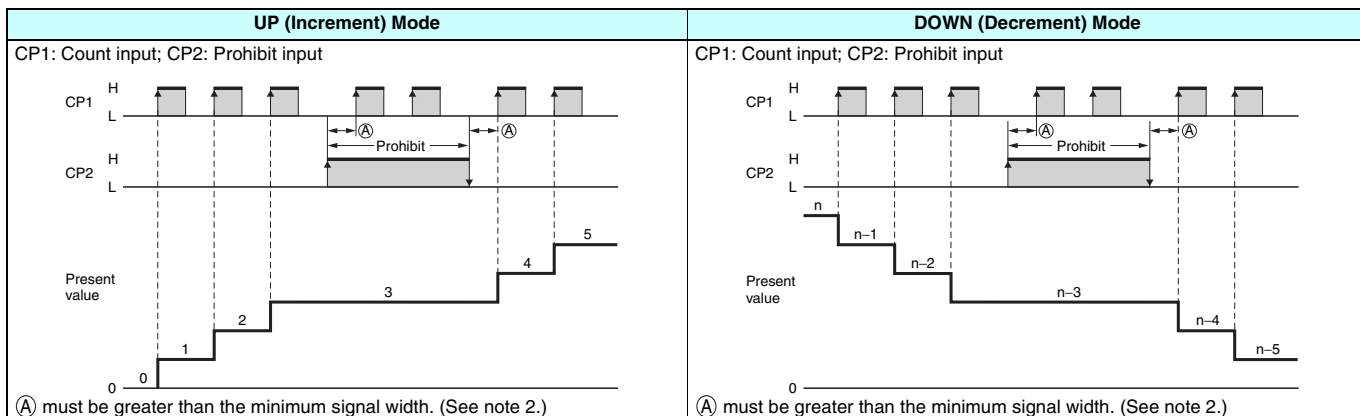 UP (Increment) Mode
CP1: Count input; CP2: Prohibit input
H
CP1
L
Ⓐ
Ⓐ
Prohibit
H
CP2
L
5
4
Present
value
3
2
1
0
0
Ⓐ must be greater than the minimum signal width. (See note 2.)
DOWN (Decrement) Mode
CP1: Count input; CP2: Prohibit input
H
CP1
L
Ⓐ
Ⓐ
Prohibit
H
CP2
L
n
n–1
n–2
Present
value
n–3
n–4
n–5
0
Ⓐ must be greater than the minimum signal width. (See note 2.)